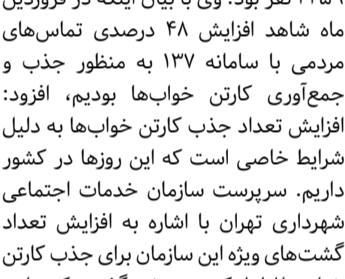 نفر بود. وی با بیان اینکه در فروردین
ماه شاهد افزایش ۴۸ درصدی تماس‌های
مردمی با سامانه ۱۳۷ به منظور جذب و
جمع‌آوری کارتن خواب‌ها بودیم، افزود:
افزایش تعداد جذب کارتن خواب‌ها به دلیل
شرایط خاصی است که این روزها در کشور
داریم. سرپرست سازمان خدمات اجتماعی
شهرداری تهران با اشاره به افزایش تعداد
گشت‌های ویژه این سازمان برای جذب کارتن